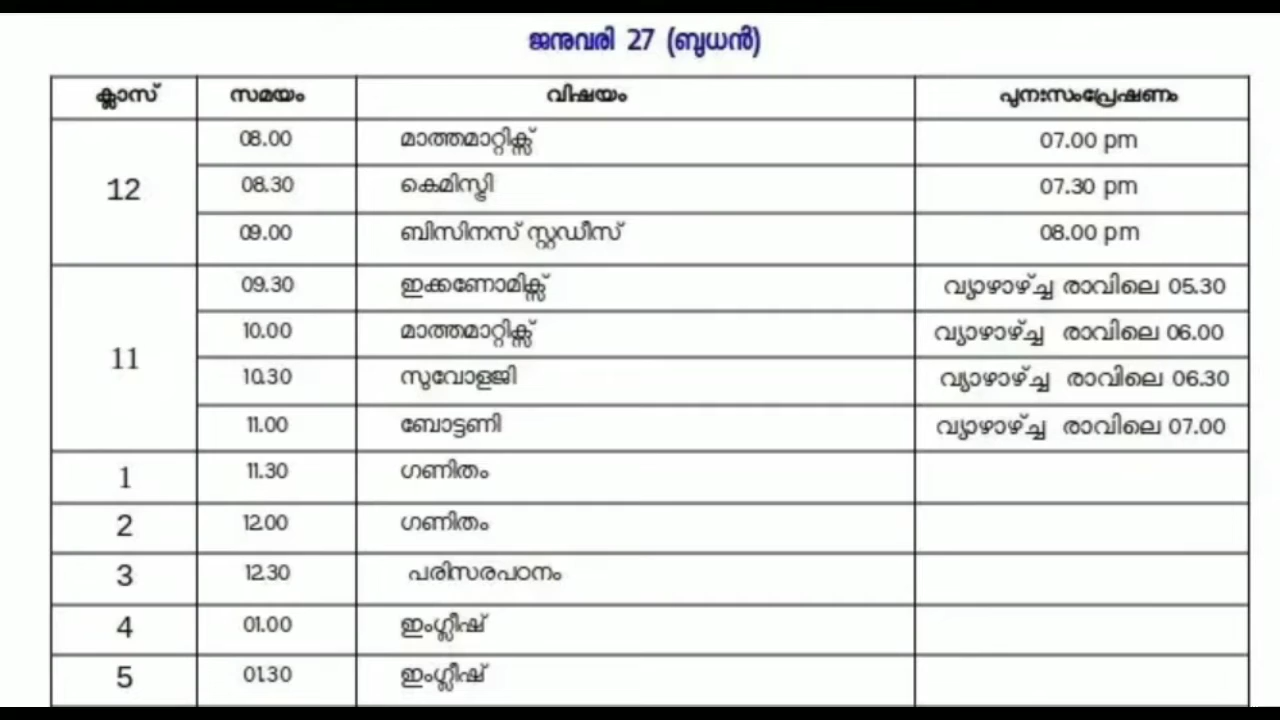 ജനുവരി 27 (ബുധൻ)
ക്ലാസ് സമയം വിഷയം പുനഃസംപ്രേഷണം
12 08.00 മാത്തമാറ്റിക്സ് 07.00 pm
08.30 കെമിസ്ട്രി 07.30 pm
09.00 ബിസിനസ് സ്റ്റഡീസ് 08.00 pm
11 09.30 ഇക്കണോമിക്സ് വ്യാഴാഴ്ച്ച രാവിലെ 05.30
10.00 മാത്തമാറ്റിക്സ് വ്യാഴാഴ്ച്ച രാവിലെ 06.00
10.30 സുവോളജി വ്യാഴാഴ്ച്ച രാവിലെ 06.30
11.00 ബോട്ടണി വ്യാഴാഴ്ച്ച രാവിലെ 07.00
1 11.30 ഗണിതം
2 12.00 ഗണിതം
3 12.30 പരിസരപഠനം
4 01.00 ഇംഗ്ലീഷ്
5 01.30 ഇംഗ്ലീഷ്